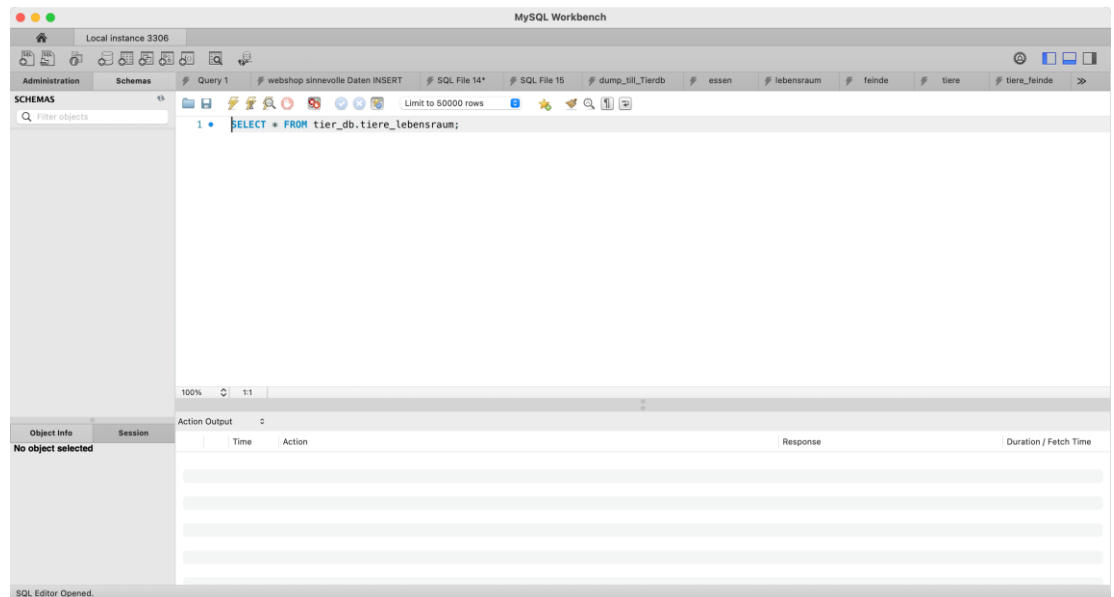 MySQL Workbench
Local instance 3306
Administration Schemas Query 1 webshop sinnevolle Daten INSERT SQL File 14* SQL File 15 dump_till_Tierdb essen lebensraum feinde tiere tiere_feinde
SCHEMAS
Filter objects
Limit to 50000 rows
1 SELECT * FROM tier_db.tiere_lebensraum;
100% 1:1
Action Output
Object Info Session
Time Action Response Duration / Fetch Time
No object selected
SQL Editor Opened.